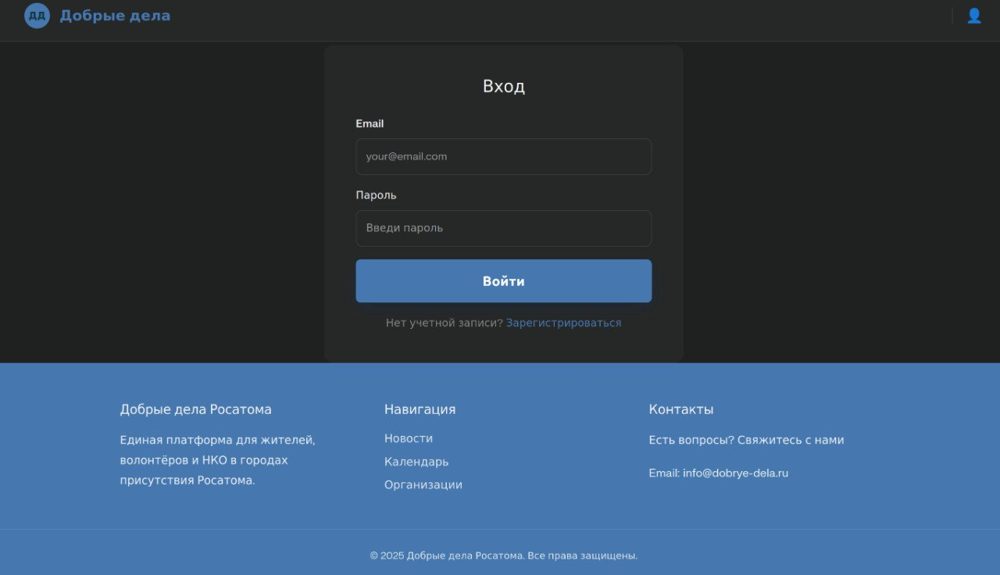 ДД Добрые дела
Вход
Email
your@email.com
Пароль
Введи пароль
Войти
Нет учетной записи? Зарегистрироваться
Добрые дела Росатома
Единая платформа для жителей,
волонтёров и НКО в городах
присутствия Росатома.
Навигация
Новости
Календарь
Организации
Контакты
Есть вопросы? Свяжитесь с нами
Email: info@dobrye-dela.ru
© 2025 Добрые дела Росатома. Все права защищены.